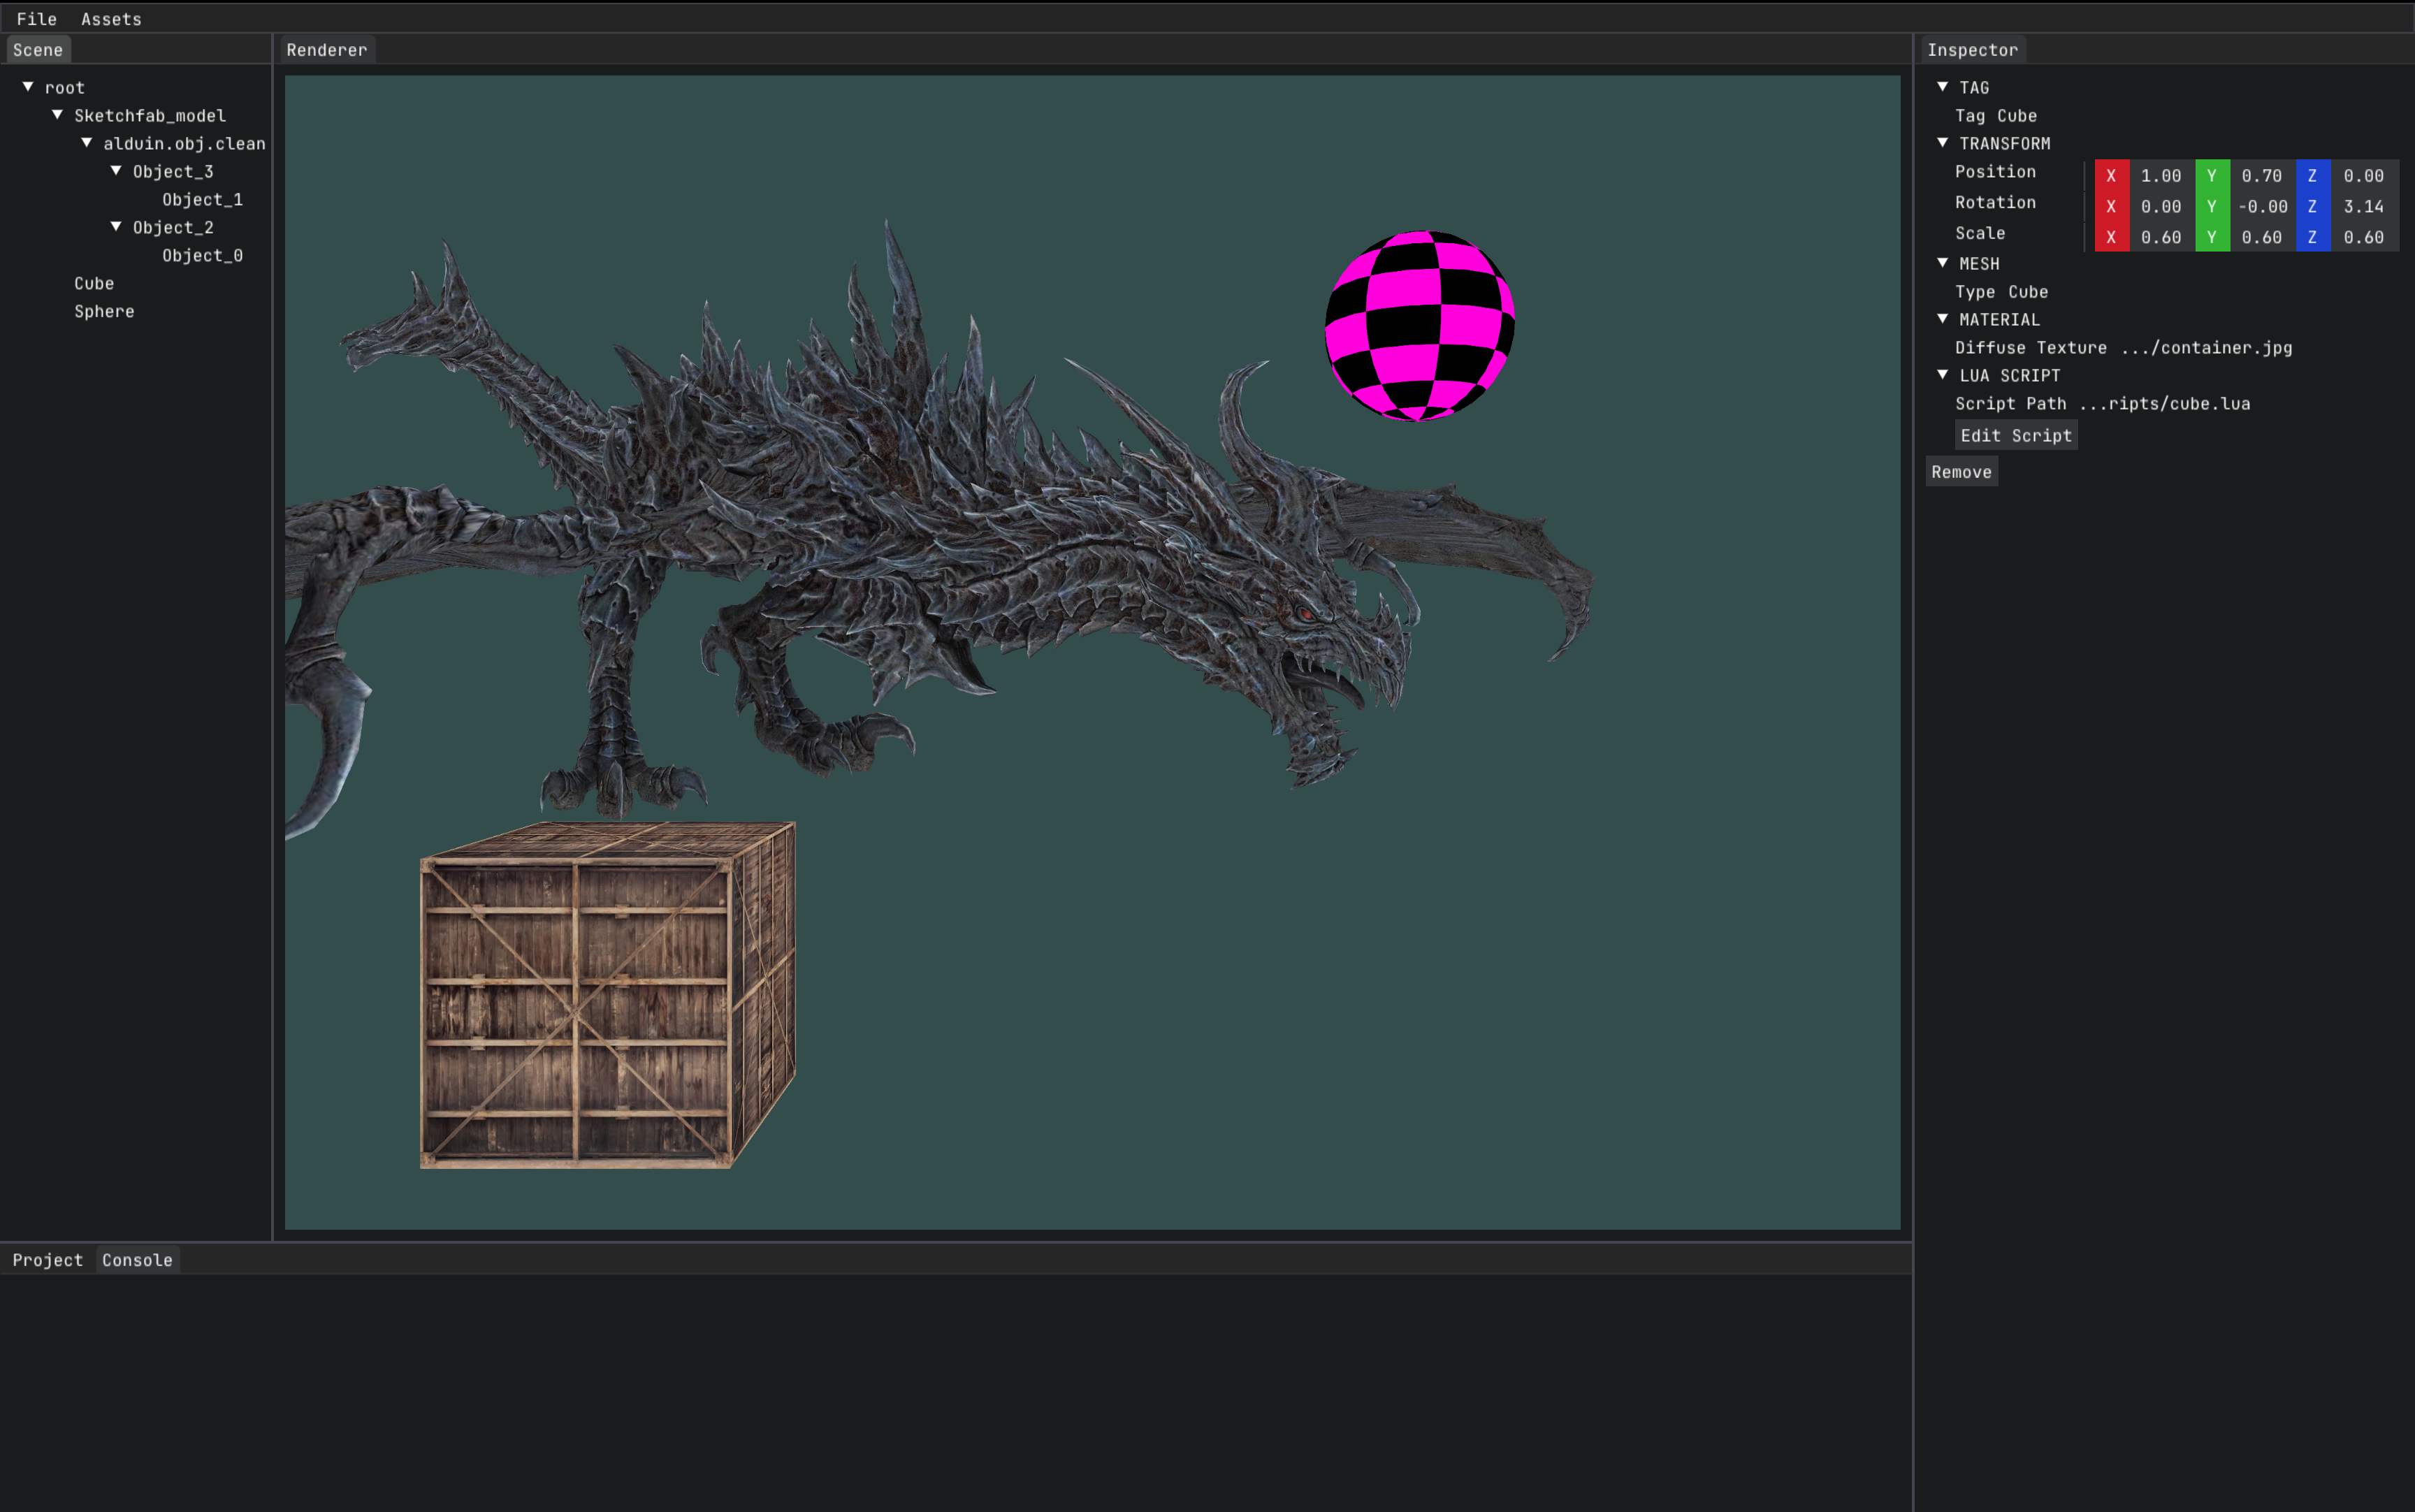 File Assets
Scene
root
Sketchfab_model
alduin.obj.clean
Object_3
Object_1
Object_2
Object_0
Cube
Sphere
Renderer
Inspector
TAG
Tag Cube
TRANSFORM
Position X 1.00 Y 0.70 Z 0.00
Rotation X 0.00 Y -0.00 Z 3.14
Scale X 0.60 Y 0.60 Z 0.60
MESH
Type Cube
MATERIAL
Diffuse Texture .../container.jpg
LUA SCRIPT
Script Path ...ripts/cube.lua
Edit Script
Remove
Project Console